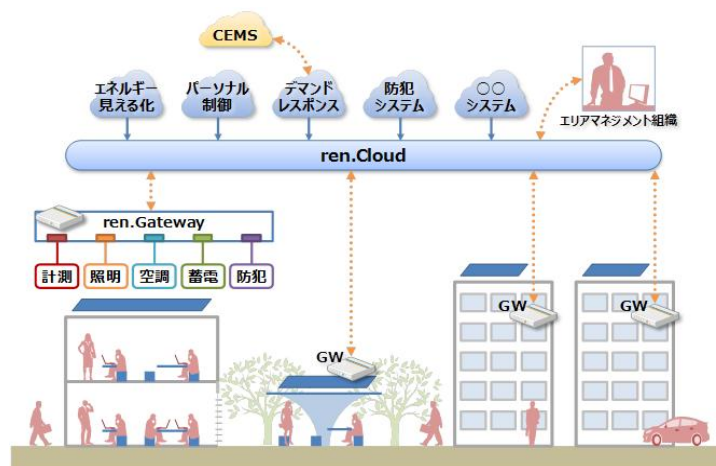 CEMS
エネルギー
見える化
パーソナル
制御
デマンド
レスポンス
防犯
システム
○○
システム
エリアマネジメント組織
ren.Cloud
ren.Gateway
計測
照明
空調
蓄電
防犯
GW
GW
GW